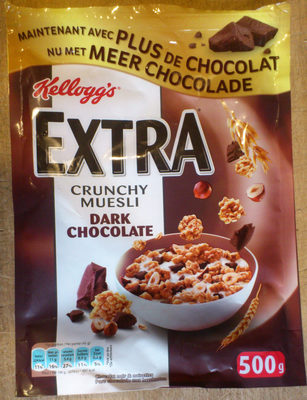 MAINTENANT AVEC PLUS DE CHOCOLAT
NU MET MEER CHOCOLADE
Kellogg's
EXTRA
CRUNCHY
MUESLI
DARK
CHOCOLATE
500g